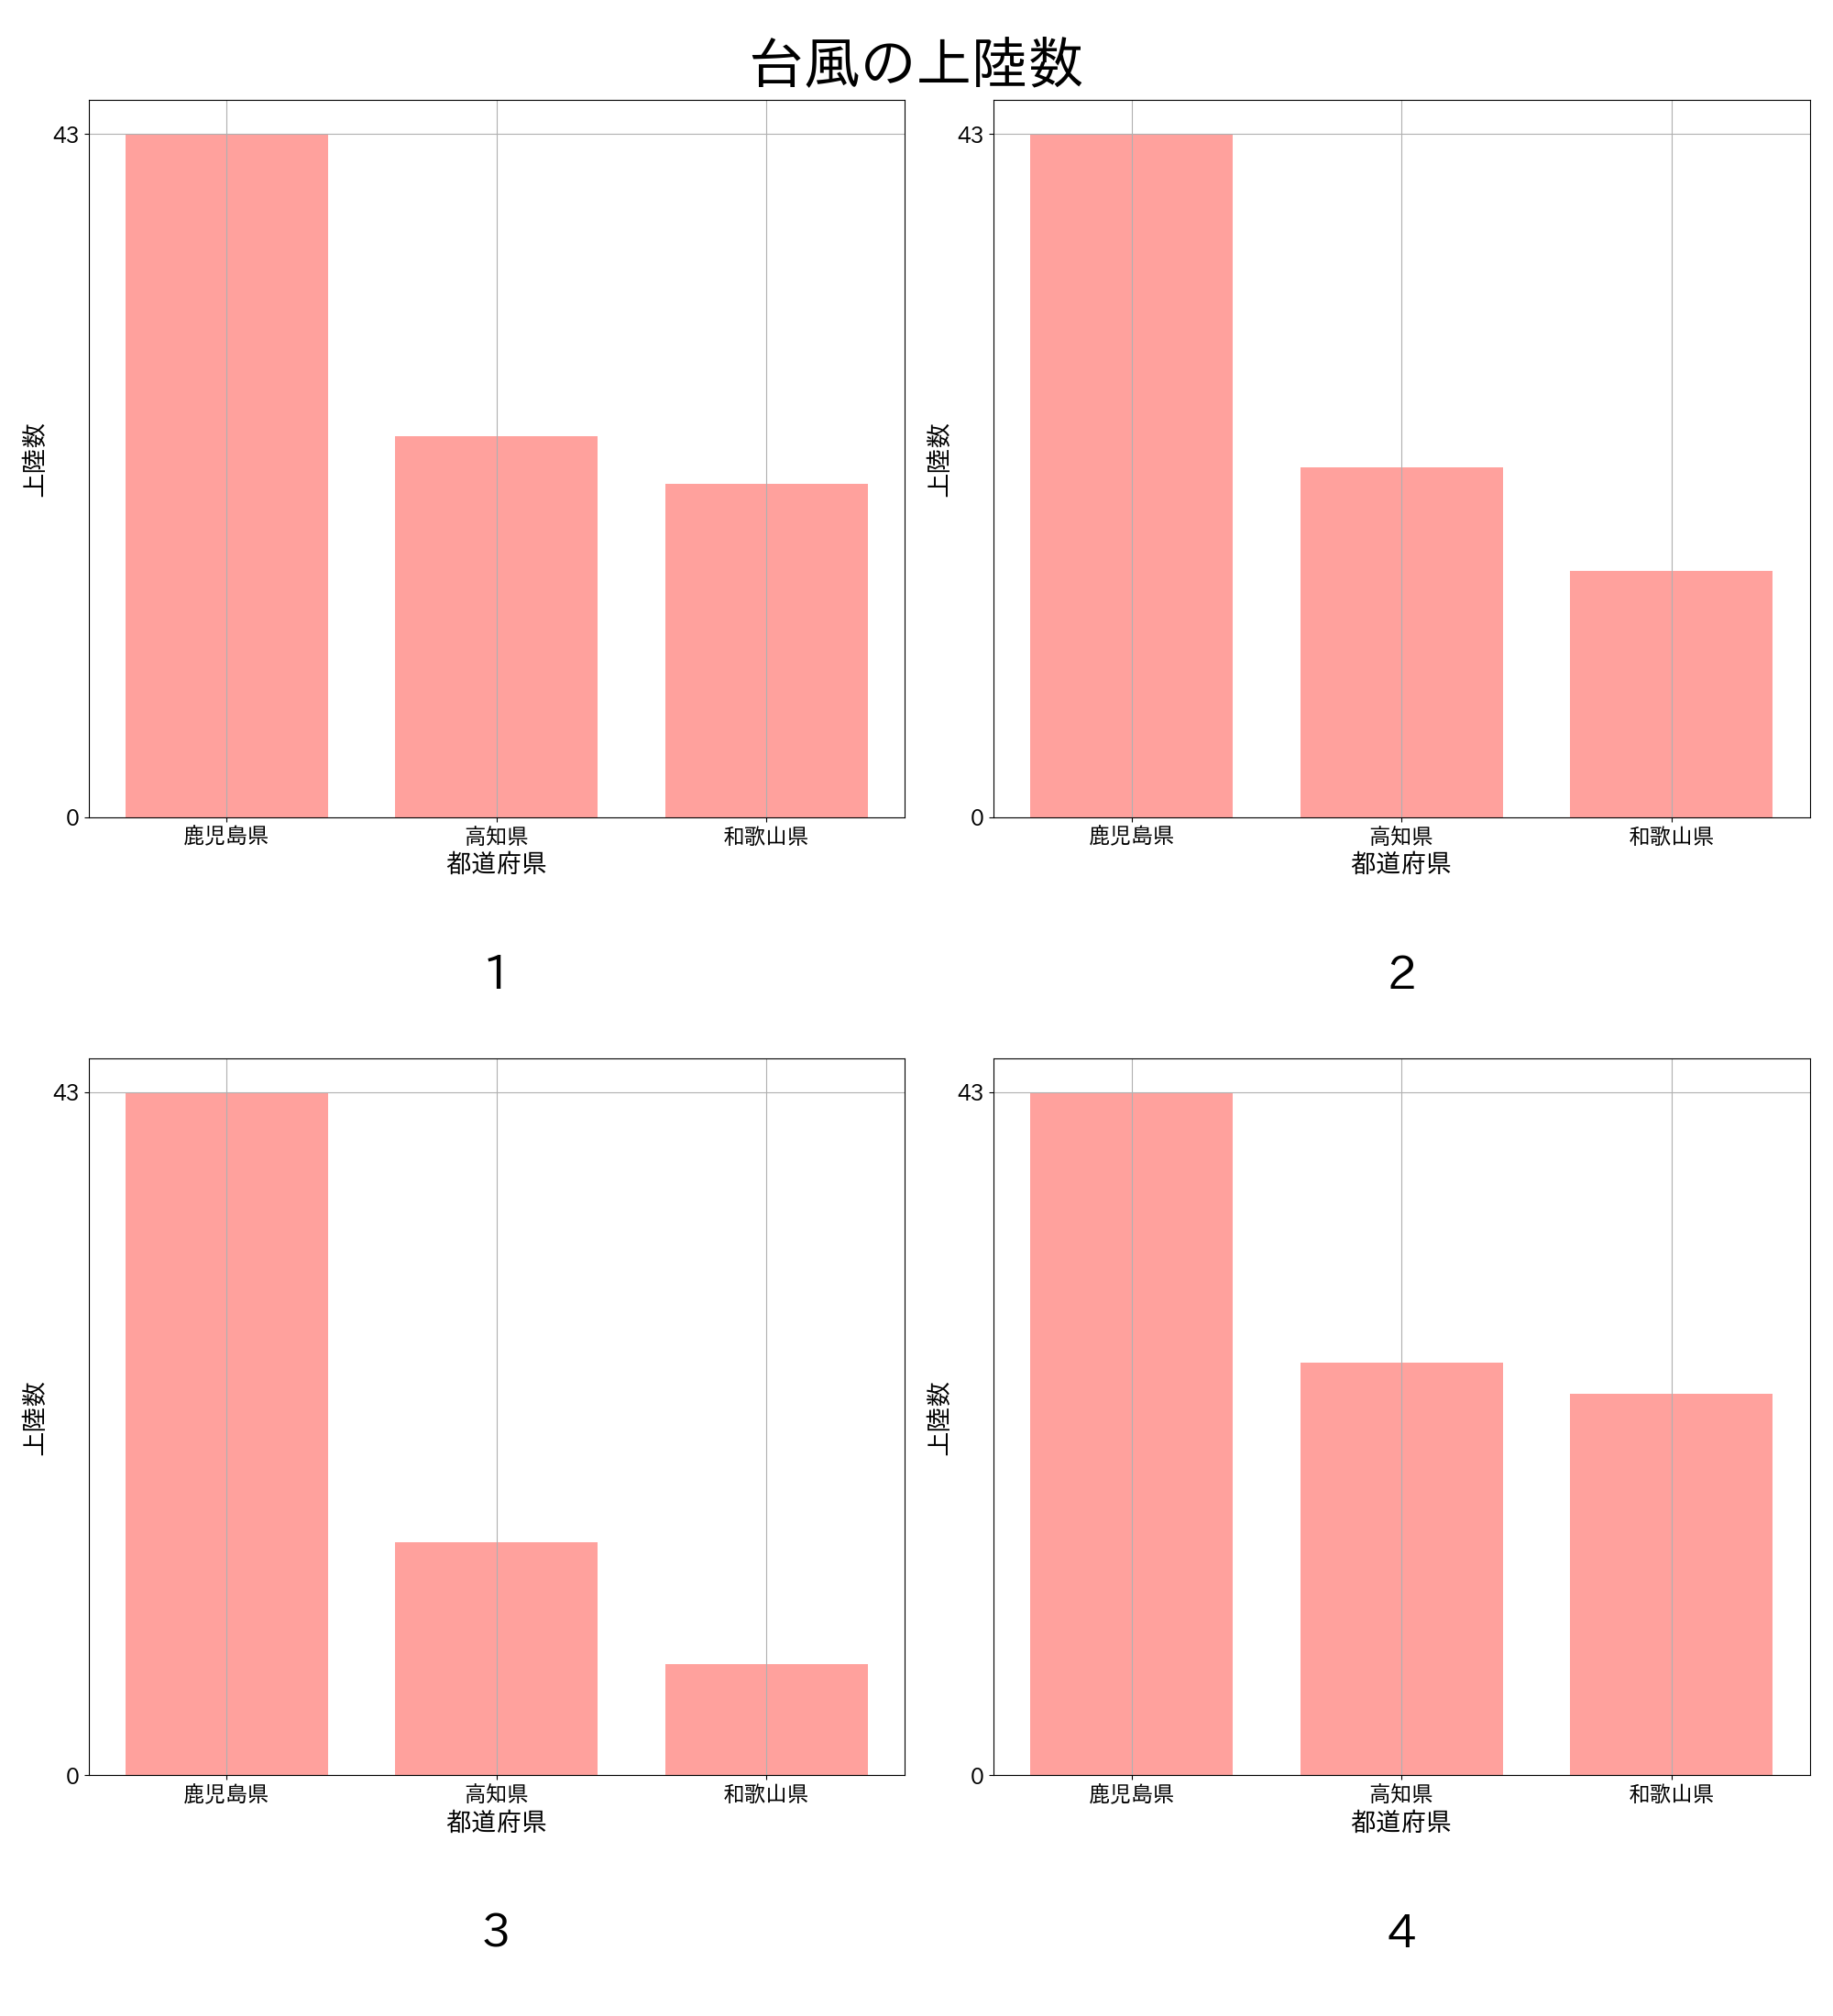 台風の上陸数
43
0
上陸数
鹿児島県 高知県 和歌山県
都道府県
1
43
0
上陸数
鹿児島県 高知県 和歌山県
都道府県
2
43
0
上陸数
鹿児島県 高知県 和歌山県
都道府県
3
43
0
上陸数
鹿児島県 高知県 和歌山県
都道府県
4